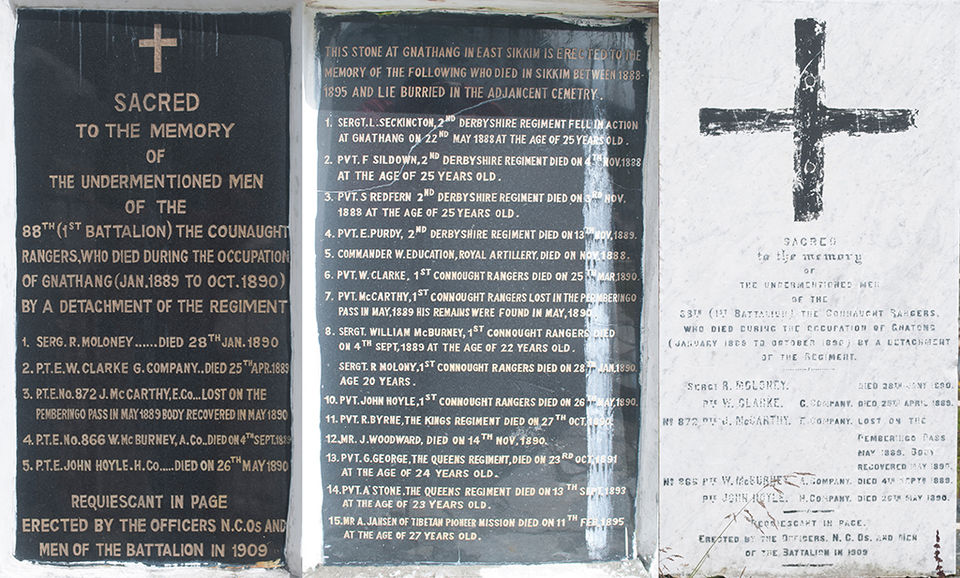 SACRED
TO THE MEMORY
OF
THE UNDERMENTIONED MEN
OF THE
88TH (1ST BATTALION) THE COUNAUGHT
RANGERS, WHO DIED DURING THE OCCUPATION
OF GNATHANG (JAN. 1889 TO OCT. 1890)
BY A DETACHMENT OF THE REGIMENT
1. SERG. R. MOLONEY ......DIED 28TH JAN. 1890
2. P.T.E. W. CLARKE G. COMPANY..DIED 25TH APR. 1889
3. P.T.E. No. 872 J. McCARTHY, E.Co... LOST ON THE
PEMBERINGO PASS IN MAY 1889 BODY RECOVERED IN MAY 1890
4. P.T.E. No. 866 W. McBURNEY, A.Co.. DIED ON 4TH SEPT. 1889
5. P.T.E. JOHN HOYLE. H.Co.....DIED ON 26TH MAY 1890
REQUIESCANT IN PAGE
ERECTED BY THE OFFICERS N.C.Os AND
MEN OF THE BATTALION IN 1909
THIS STONE AT GNATHANG IN EAST SIKKIM IS ERECTED TO THE
MEMORY OF THE FOLLOWING WHO DIED IN SIKKIM BETWEEN 1888-
1895 AND LIE BURRIED IN THE ADJANCENT CEMETRY.
1. SERGT. L. SECKINGTON, 2ND DERBYSHIRE REGIMENT FELL IN ACTION
AT GNATHANG ON 22ND MAY 1888 AT THE AGE OF 25 YEARS OLD.
2. PVT. F SILDOWN, 2ND DERBYSHIRE REGIMENT DIED ON 4TH NOV, 1888
AT THE AGE OF 25 YEARS OLD.
3. PVT. S REDFERN 2ND DERBYSHIRE REGIMENT DIED ON 3RD NOV.
1888 AT THE AGE OF 25 YEARS OLD.
4. PVT. E. PURDY, 2ND DERBYSHIRE REGIMENT DIED ON 13TH NOV, 1889.
5. COMMANDER W. EDUCATION, ROYAL ARTILLERY. DIED ON NOV, 1888.
6. PVT. W. CLARKE, 1ST CONNOUGHT RANGERS DIED ON 25TH MAR, 1890.
7. PVT. McCARTHY, 1ST CONNOUGHT RANGERS LOST IN THE PEMBERINGO
PASS IN MAY, 1889 HIS REMAINS WERE FOUND IN MAY, 1890.
8. SERGT. WILLIAM McBURNEY, 1ST CONNOUGHT RANGERS DIED
ON 4TH SEPT, 1889 AT THE AGE OF 22 YEARS OLD.
SERGT. R MOLONY, 1ST CONNOUGHT RANGERS DIED ON 28TH JAN, 1890.
AGE 20 YEARS.
10. PVT. JOHN HOYLE, 1ST CONNOUGHT RANGERS DIED ON 26TH MAY, 1890.
11. PVT. R. BYRNE, THE KINGS REGIMENT DIED ON 27TH OCT, 1890.
12. MR. J. WOODWARD, DIED ON 14TH NOV, 1890.
13. PVT. G. GEORGE, THE QUEENS REGIMENT, DIED ON 23RD OCT, 1891
AT THE AGE OF 24 YEARS OLD.
14. PVT. A STONE, THE QUEENS REGIMENT DIED ON 13TH SEPT, 1893
AT THE AGE OF 23 YEARS OLD.
15. MR A. JANSEN OF TIBETAN PIONEER MISSION DIED ON 11TH FEB, 1895
AT THE AGE OF 27 YEARS OLD.
SACRED
to the memory
OF
THE UNDERMENTIONED MEN
OF THE
88TH (1ST BATTALION) THE CONNAUGHT RANGERS,
WHO DIED DURING THE OCCUPATION OF GNATONG
(JANUARY 1889 TO OCTOBER 1890) BY A DETACHMENT
OF THE REGIMENT.
SERGT R. MOLONEY. DIED 28TH JANY 1890.
PTE W. CLARKE. G. COMPANY. DIED 25TH APRIL 1889.
No 872 PTE J. McCARTHY. E. COMPANY. LOST ON THE
PEMBERINGO PASS
MAY 1889. BODY
RECOVERED MAY 1890.
No 866 PTE W. McBURNEY. A. COMPANY. DIED 4TH SEPTR 1889.
PTE JOHN HOYLE. H. COMPANY. DIED 26TH MAY 1890.
REQUIESCANT IN PAGE.
ERECTED BY THE OFFICERS, N. C. OS. AND MEN
OF THE BATTALION IN 1909